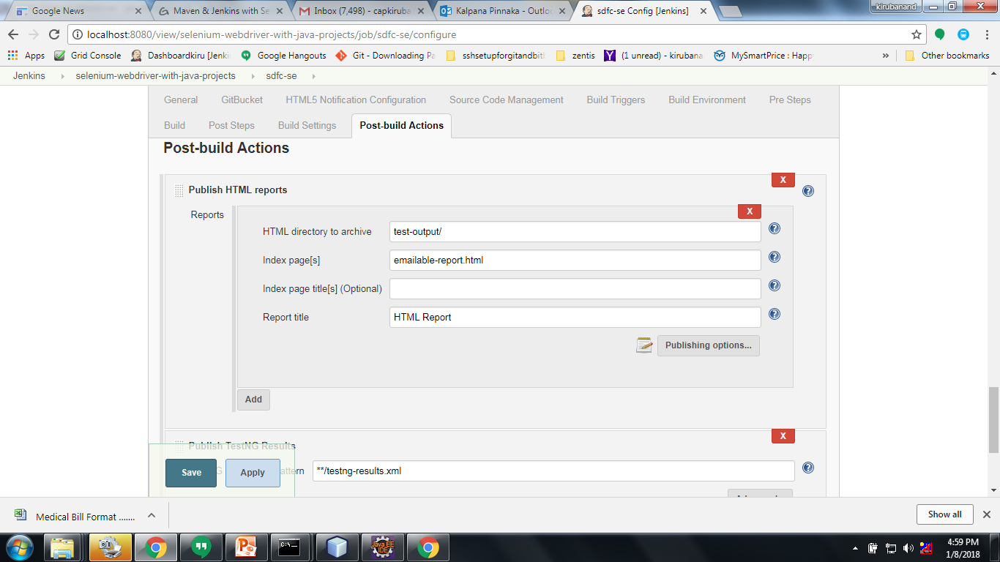 Google News
Maven & Jenkins with Se
Inbox (7,498) - capkiruba
Kalpana Pinnaka - Outloo
sdfc-se Config [Jenkins]
kirubanand
localhost:8080/view/selenium-webdriver-with-java-projects/job/sdfc-se/configure
Apps
Grid Console
Dashboardkiru [Jenki
Google Hangouts
Git - Downloading Pa
sshsetupforgitandbitb
zentis
(1 unread) - kirubana
MySmartPrice : Happ
»
Other bookmarks
Jenkins
selenium-webdriver-with-java-projects
sdfc-se
General
GitBucket
HTML5 Notification Configuration
Source Code Management
Build Triggers
Build Environment
Pre Steps
Build
Post Steps
Build Settings
Post-build Actions
Post-build Actions
X
Publish HTML reports
Reports
X
HTML directory to archive
test-output/
Index page[s]
emailable-report.html
Index page title[s] (Optional)
Report title
HTML Report
Publishing options...
Add
X
Publish TestNG Results
Save
Apply
attern
**/testng-results.xml
Medical Bill Format .......
Show all
C:\_
Java EE
IDE
4:59 PM
1/8/2018